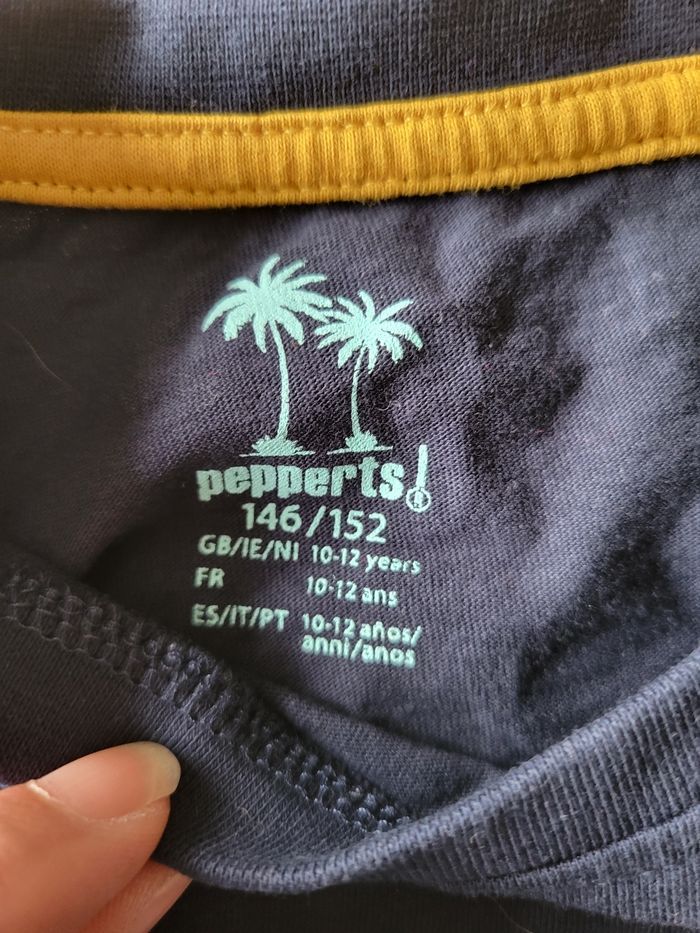 pepperts!
146/152
GB/IE/NI 10-12 years
FR 10-12 ans
ES/IT/PT 10-12 años/
anni/anos